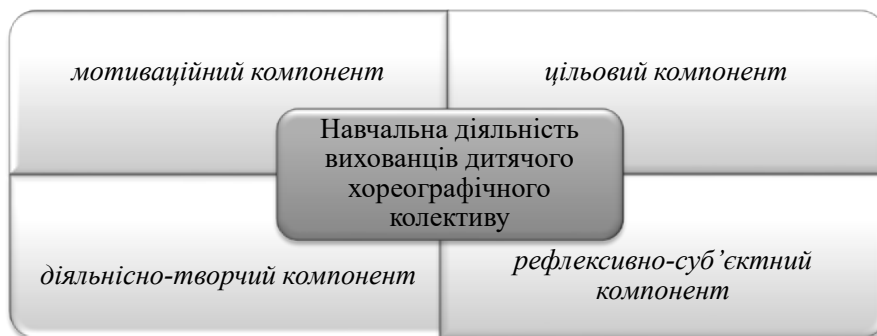 мотиваційний компонент
цільовий компонент
Навчальна діяльність
вихованців дитячого
хореографічного
колективу
діяльнісно-творчий компонент
рефлексивно-суб’єктний
компонент